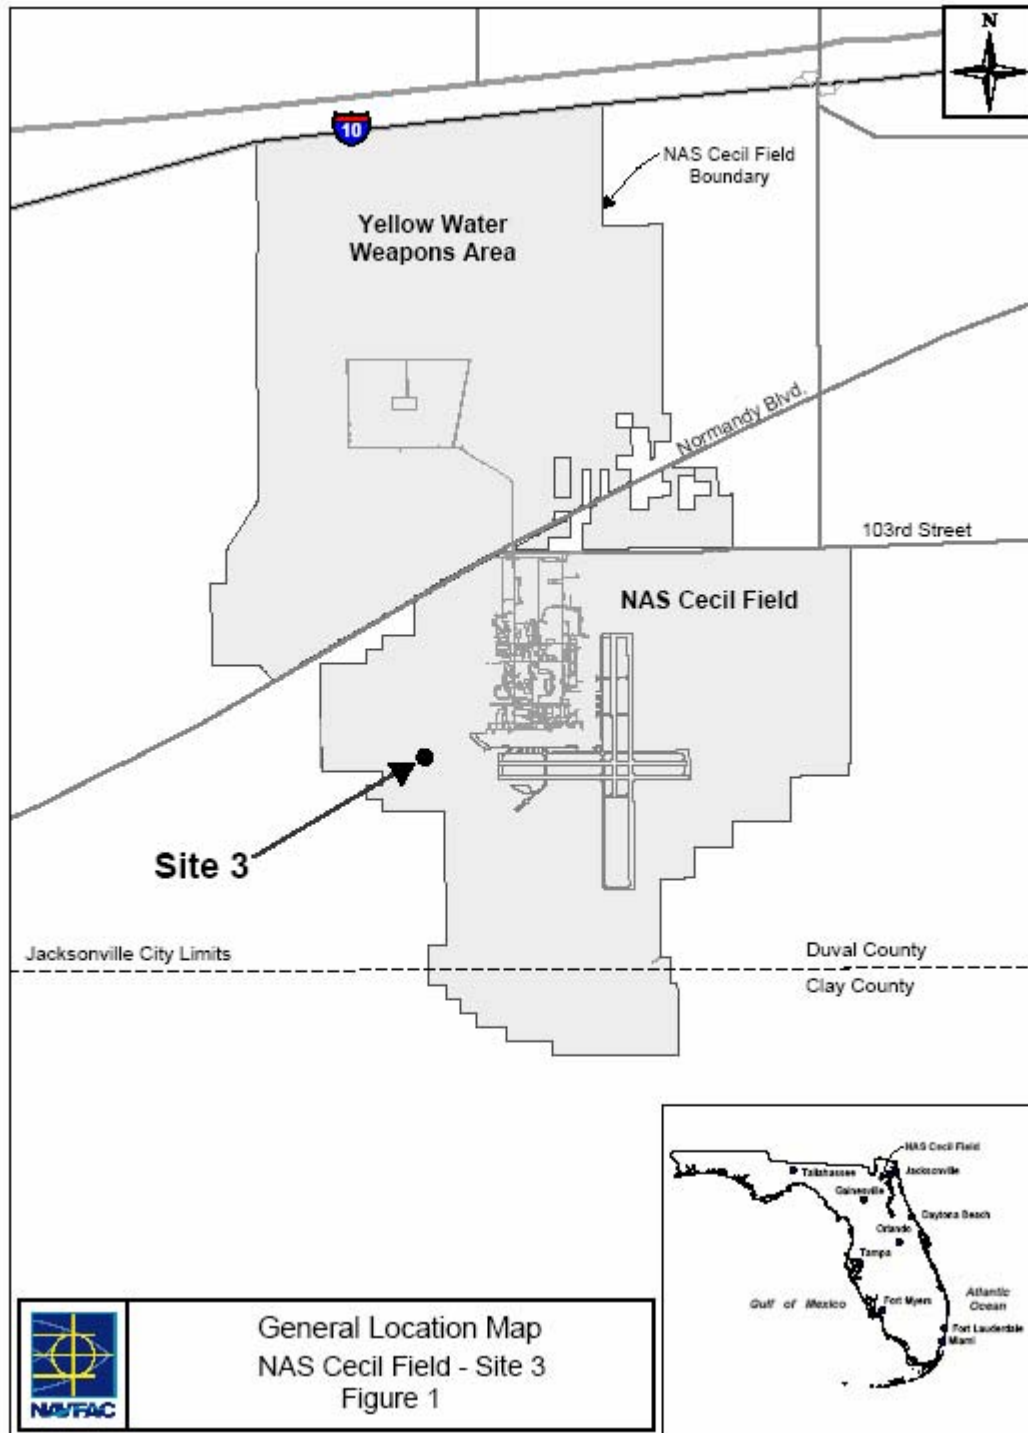 N
10
NAS Cecil Field
Boundary
Yellow Water
Weapons Area
Normandy Blvd.
103rd Street
NAS Cecil Field
Site 3
Jacksonville City Limits
Duval County
Clay County
NAS Cecil Field
Tallahassee
Jacksonville
Gainesville
Daytona Beach
Orlando
Tampa
Gulf of Mexico
Fort Myers
Atlantic
Ocean
Fort Lauderdale
Miami
NAVFAC
General Location Map
NAS Cecil Field - Site 3
Figure 1